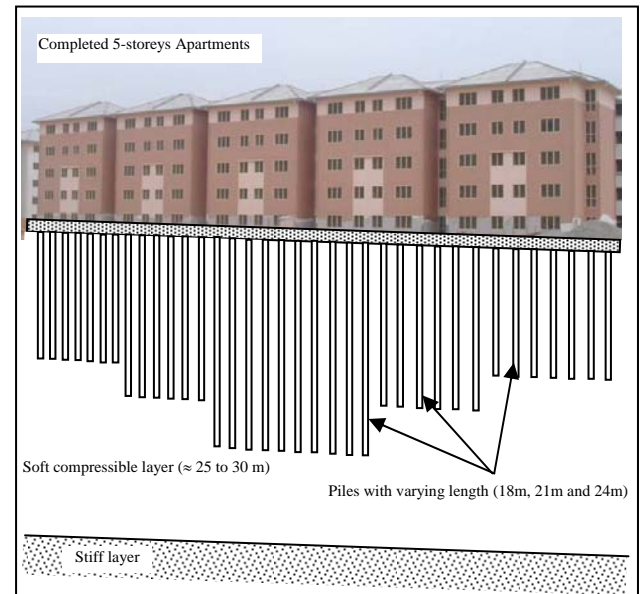 Completed 5-storeys Apartments
Soft compressible layer (≈ 25 to 30 m)
Piles with varying length (18m, 21m and 24m)
Stiff layer